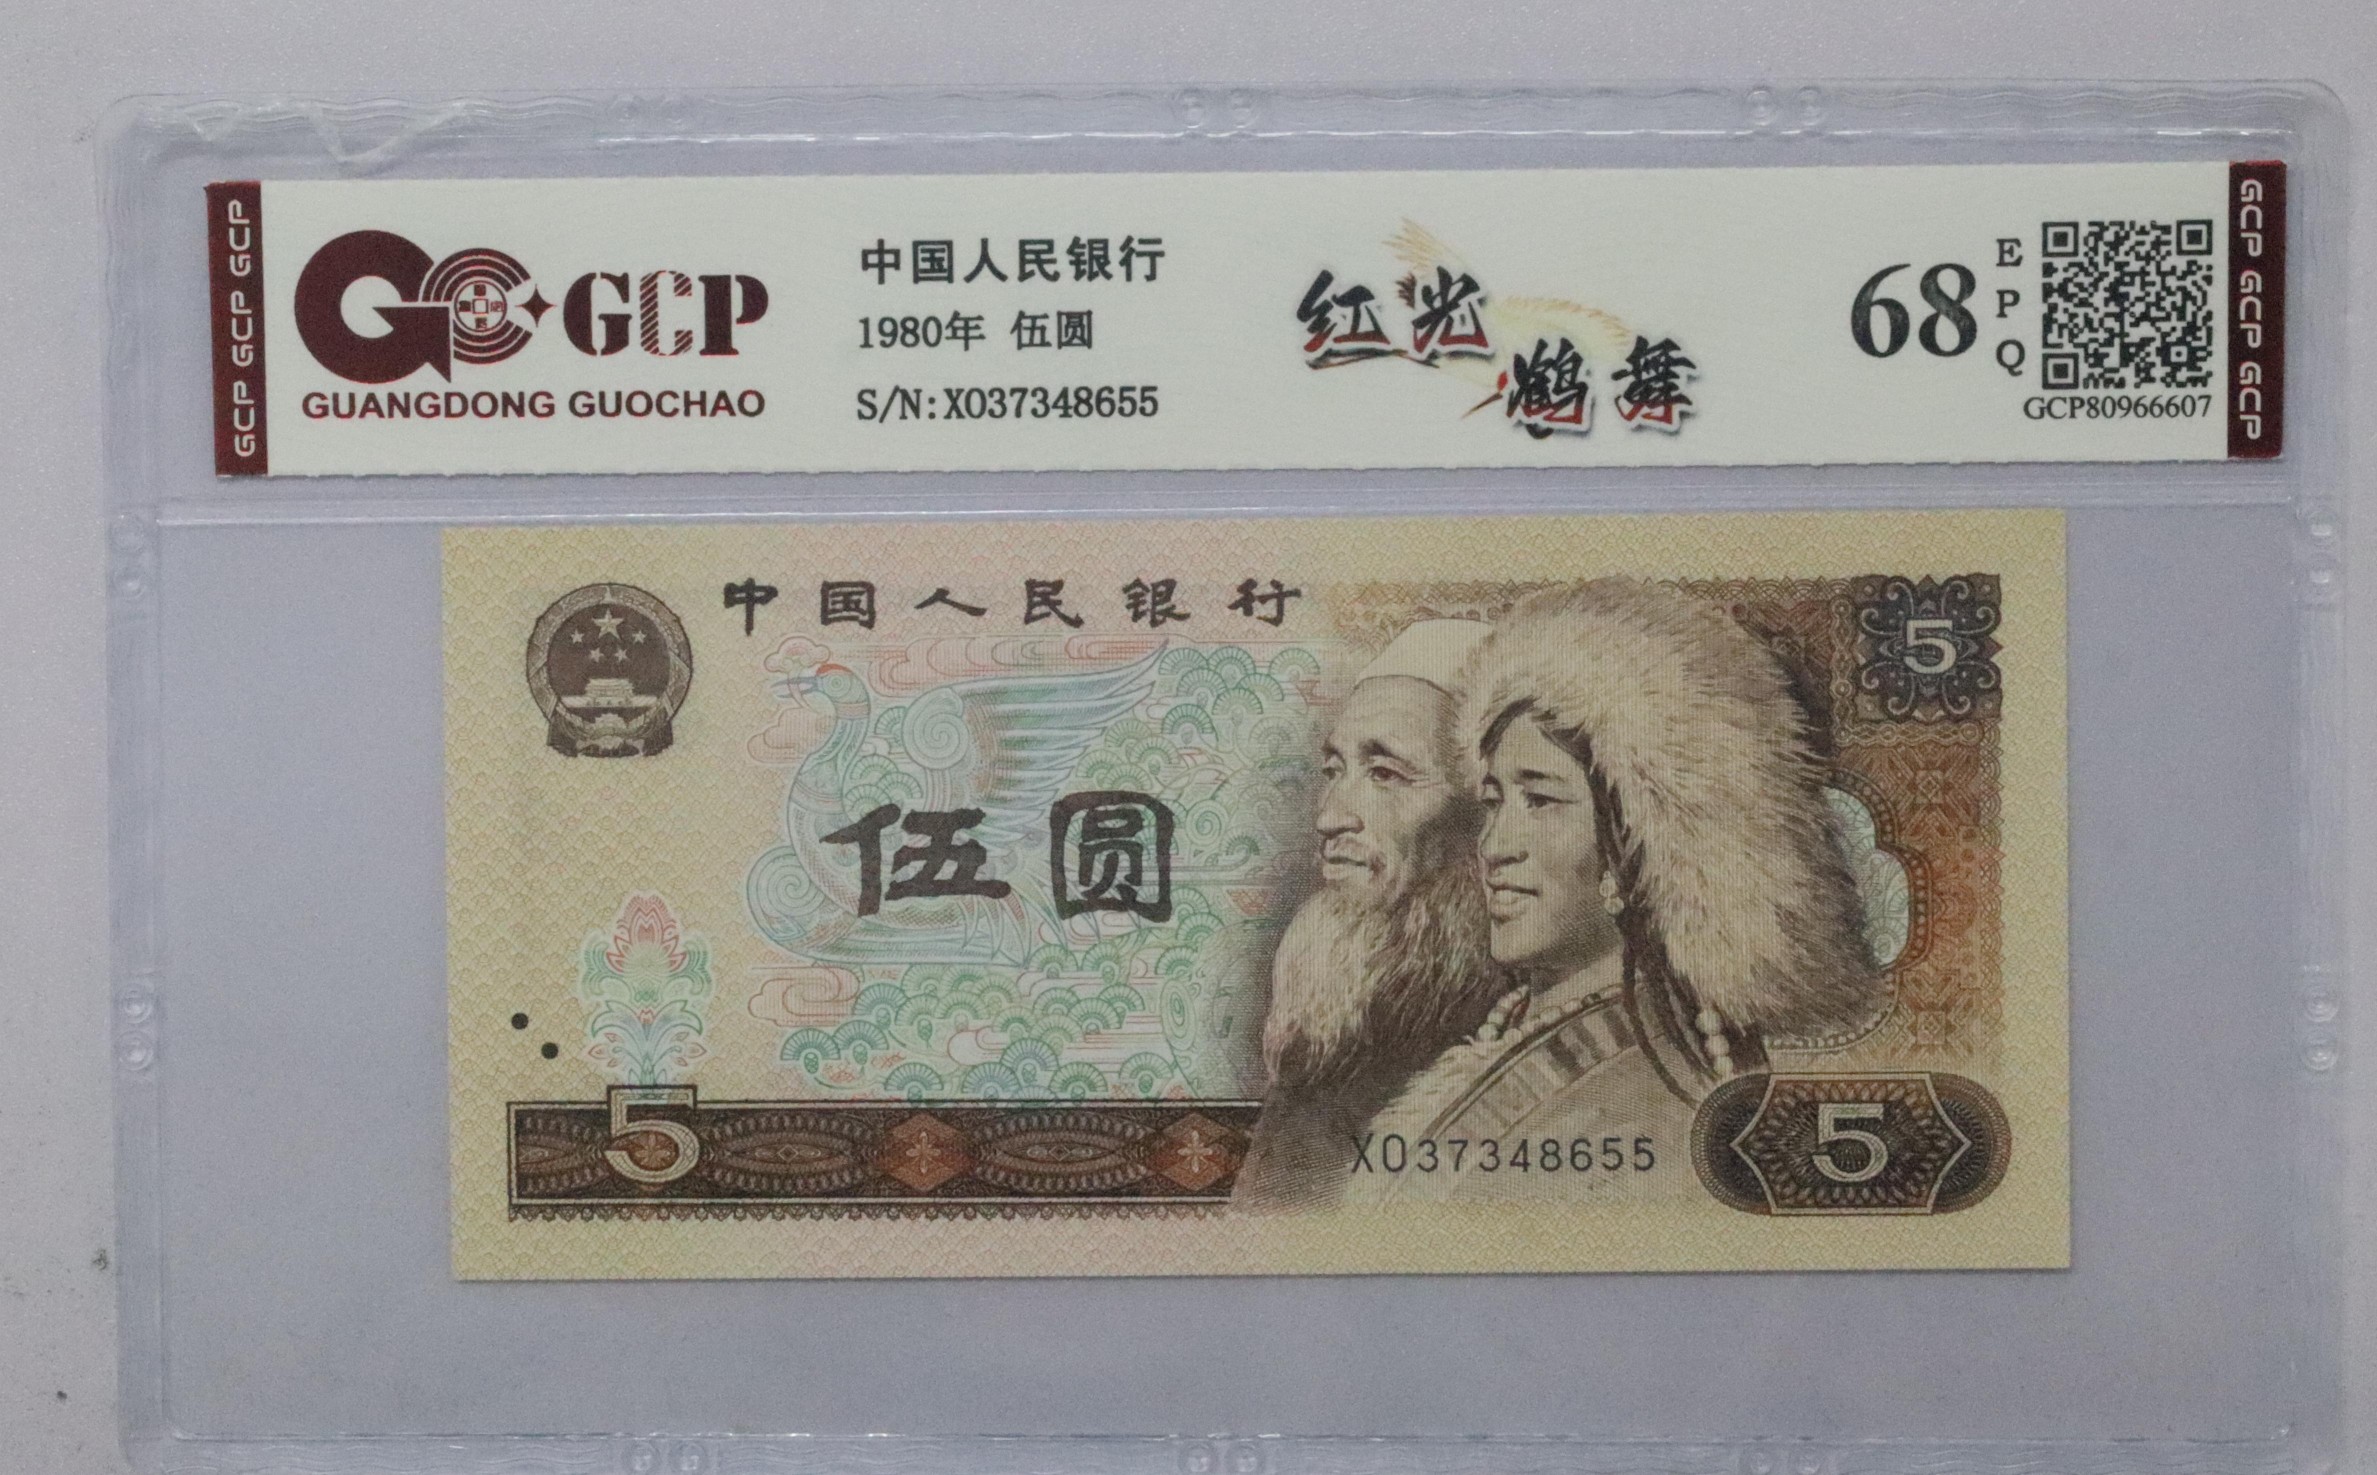 GCP GCP GCP
GCP
GUANGDONG GUOCHAO
中国人民银行
1980年 伍圆
S/N:X037348655
红光
鹤舞
68
EPQ
GCP80966607
GCP GCP GCP
中国人民银行
5
伍圆
5
XO37348655
5